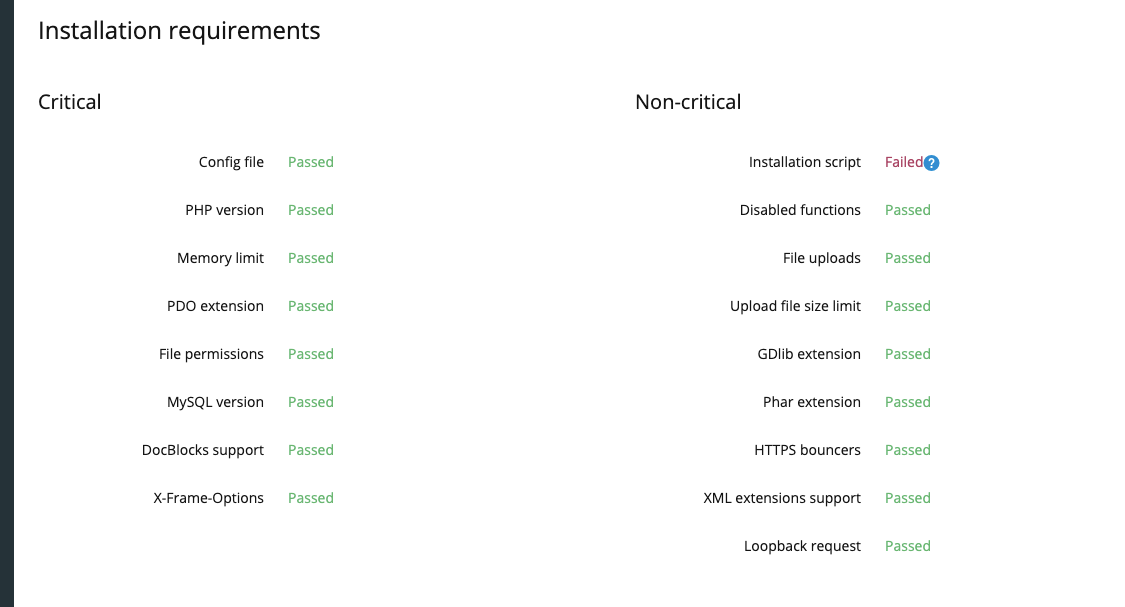 Installation requirements
Critical
Config file Passed
PHP version Passed
Memory limit Passed
PDO extension Passed
File permissions Passed
MySQL version Passed
DocBlocks support Passed
X-Frame-Options Passed
Non-critical
Installation script Failed ?
Disabled functions Passed
File uploads Passed
Upload file size limit Passed
GDlib extension Passed
Phar extension Passed
HTTPS bouncers Passed
XML extensions support Passed
Loopback request Passed